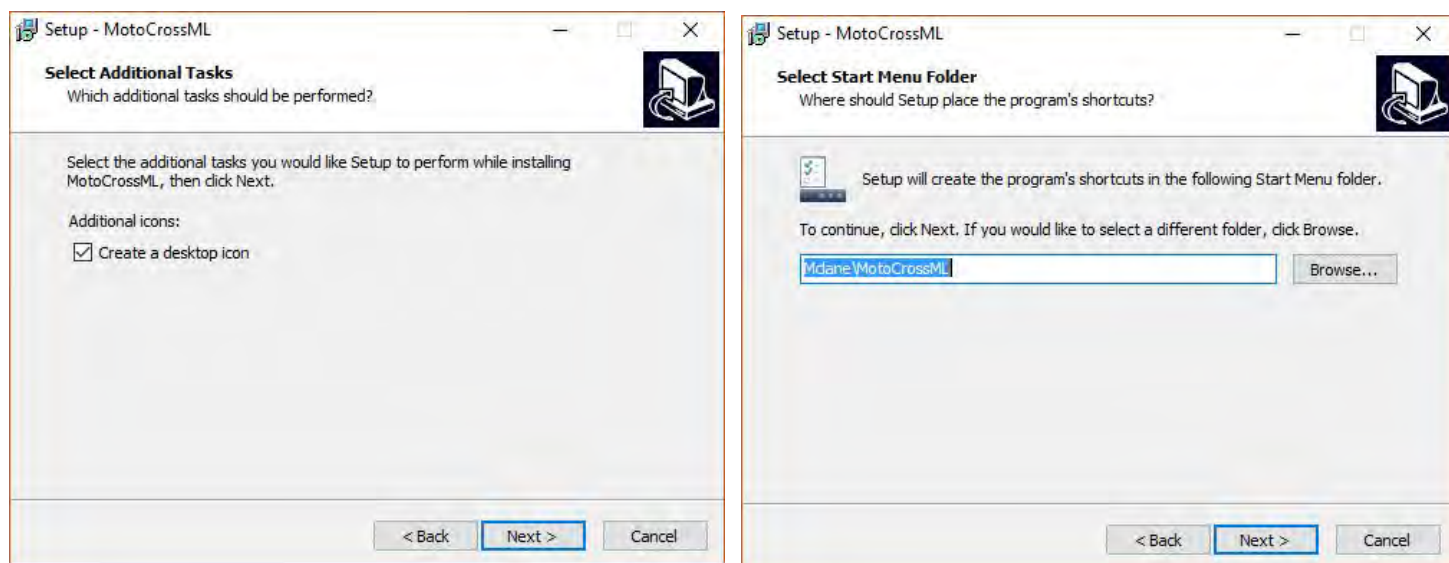 Setup - MotoCrossML
Select Additional Tasks
Which additional tasks should be performed?
Select the additional tasks you would like Setup to perform while installing
MotoCrossML, then click Next.
Additional icons:
Create a desktop icon
< Back
Next >
Cancel
Setup - MotoCrossML
Select Start Menu Folder
Where should Setup place the program's shortcuts?
Setup will create the program's shortcuts in the following Start Menu folder.
To continue, click Next. If you would like to select a different folder, click Browse.
Mclane\MotoCrossML
Browse...
< Back
Next >
Cancel